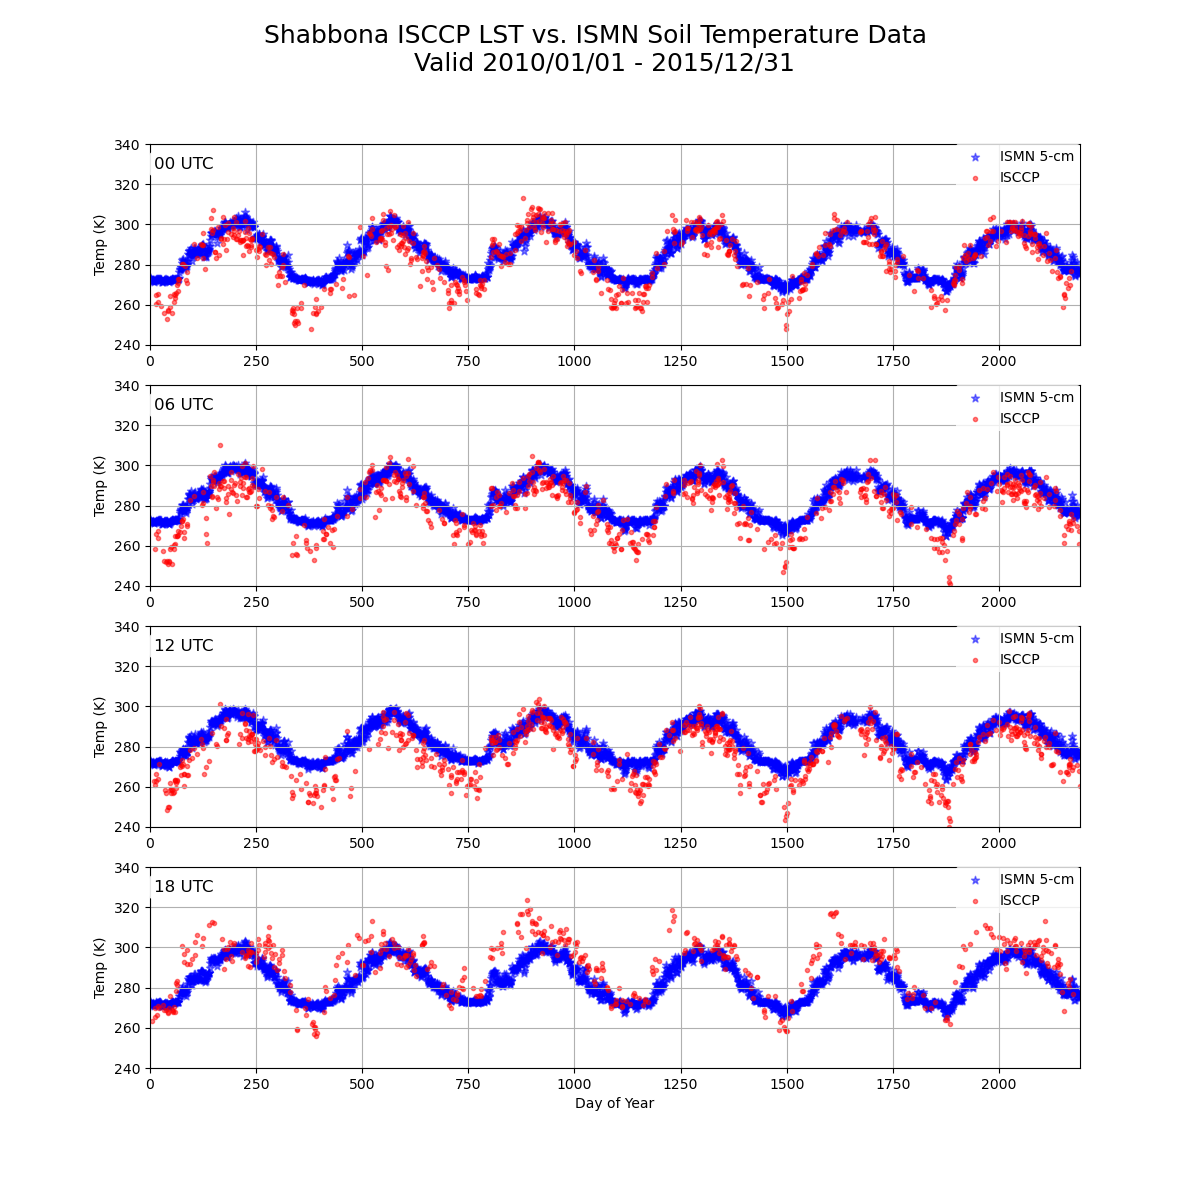 Shabbona ISCCP LST vs. ISMN Soil Temperature Data
Valid 2010/01/01 - 2015/12/31
340
320
300
280
260
240
Temp (K)
00 UTC
ISMN 5-cm
ISCCP
0 250 500 750 1000 1250 1500 1750 2000
340
320
300
280
260
240
Temp (K)
06 UTC
ISMN 5-cm
ISCCP
0 250 500 750 1000 1250 1500 1750 2000
340
320
300
280
260
240
Temp (K)
12 UTC
ISMN 5-cm
ISCCP
0 250 500 750 1000 1250 1500 1750 2000
340
320
300
280
260
240
Temp (K)
18 UTC
ISMN 5-cm
ISCCP
0 250 500 750 1000 1250 1500 1750 2000
Day of Year